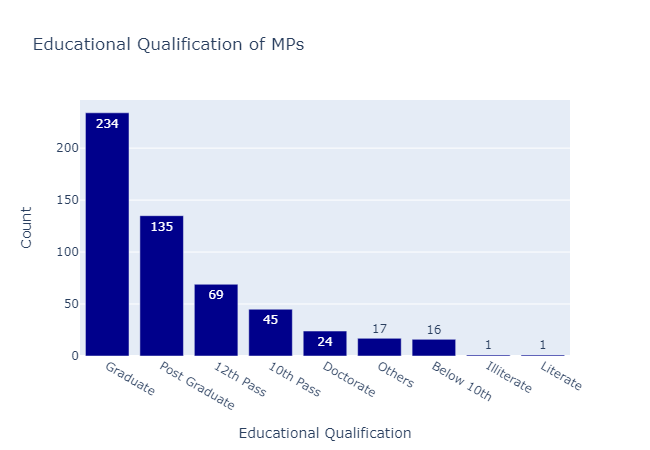 Educational Qualification of MPs
Count
200
150
100
50
0
234
135
69
45
24
17
16
1
1
Graduate
Post Graduate
12th Pass
10th Pass
Doctorate
Others
Below 10th
Illiterate
Literate
Educational Qualification